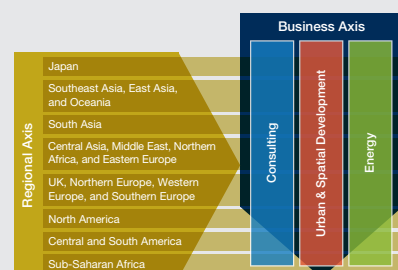 Business Axis
Regional Axis
Japan
Southeast Asia, East Asia,
and Oceania
South Asia
Central Asia, Middle East, Northern
Africa, and Eastern Europe
UK, Northern Europe, Western
Europe, and Southern Europe
North America
Central and South America
Sub-Saharan Africa
Consulting
Urban & Spatial Development
Energy